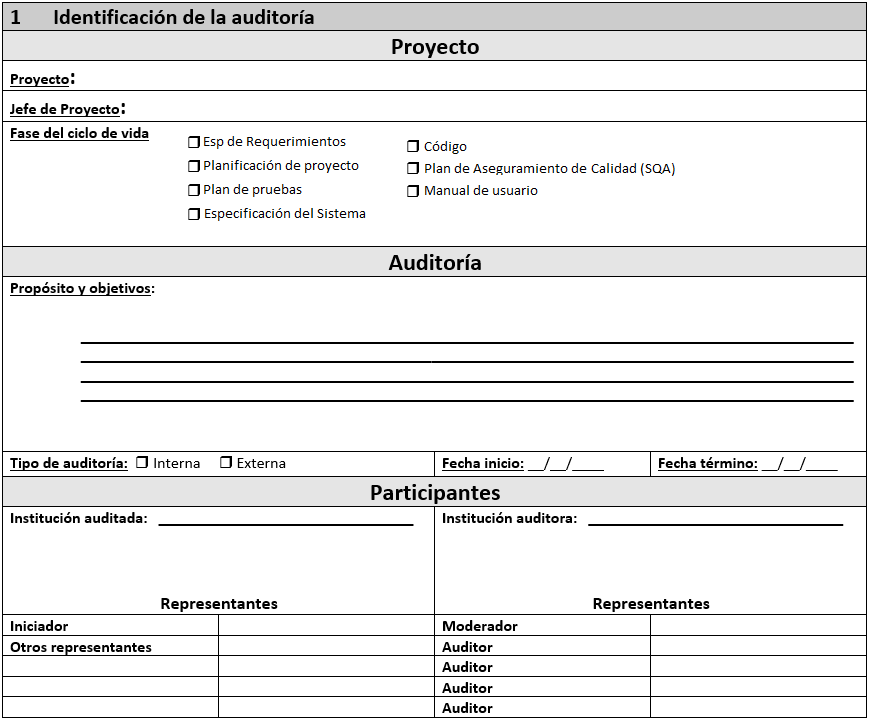 1 Identificación de la auditoría
Proyecto
Proyecto:
Jefe de Proyecto:
Fase del ciclo de vida
Esp de Requerimientos
Planificación de proyecto
Plan de pruebas
Especificación del Sistema
Código
Plan de Aseguramiento de Calidad (SQA)
Manual de usuario
Auditoría
Propósito y objetivos:
Tipo de auditoría: Interna Externa Fecha inicio: __/__/____ Fecha término: __/__/____
Participantes
Institución auditada: Institución auditora:
Representantes Representantes
Iniciador Moderador
Otros representantes Auditor
Auditor
Auditor
Auditor